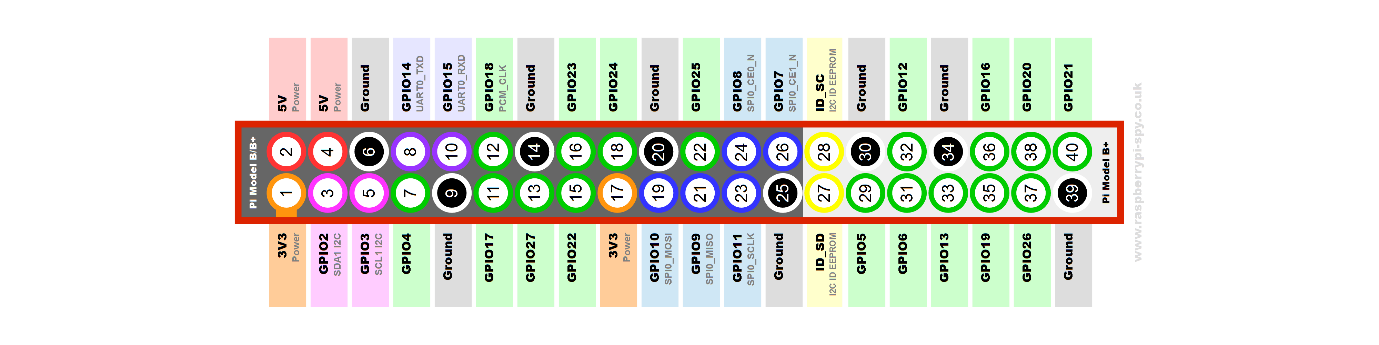 5V
Power
5V
Power
Ground
GPIO14
UART0_TXD
GPIO15
UART0_RXD
GPIO18
PCM_CLK
Ground
GPIO23
GPIO24
Ground
GPIO25
GPIO8
SPI0_CE0_N
GPIO7
SPI0_CE1_N
ID_SC
I2C ID EEPROM
Ground
GPIO12
Ground
GPIO16
GPIO20
GPIO21
Pi Model B/B+
2 4 6 8 10 12 14 16 18 20 22 24 26 28 30 32 34 36 38 40
1 3 5 7 9 11 13 15 17 19 21 23 25 27 29 31 33 35 37 39
Pi Model B+
3V3
Power
GPIO2
SDA1 I2C
GPIO3
SCL1 I2C
GPIO4
Ground
GPIO17
GPIO27
GPIO22
3V3
Power
GPIO10
SPI0_MOSI
GPIO9
SPI0_MISO
GPIO11
SPI0_SCLK
Ground
ID_SD
I2C ID EEPROM
GPIO5
GPIO6
GPIO13
GPIO19
GPIO26
Ground
www.raspberrypi-spy.co.uk